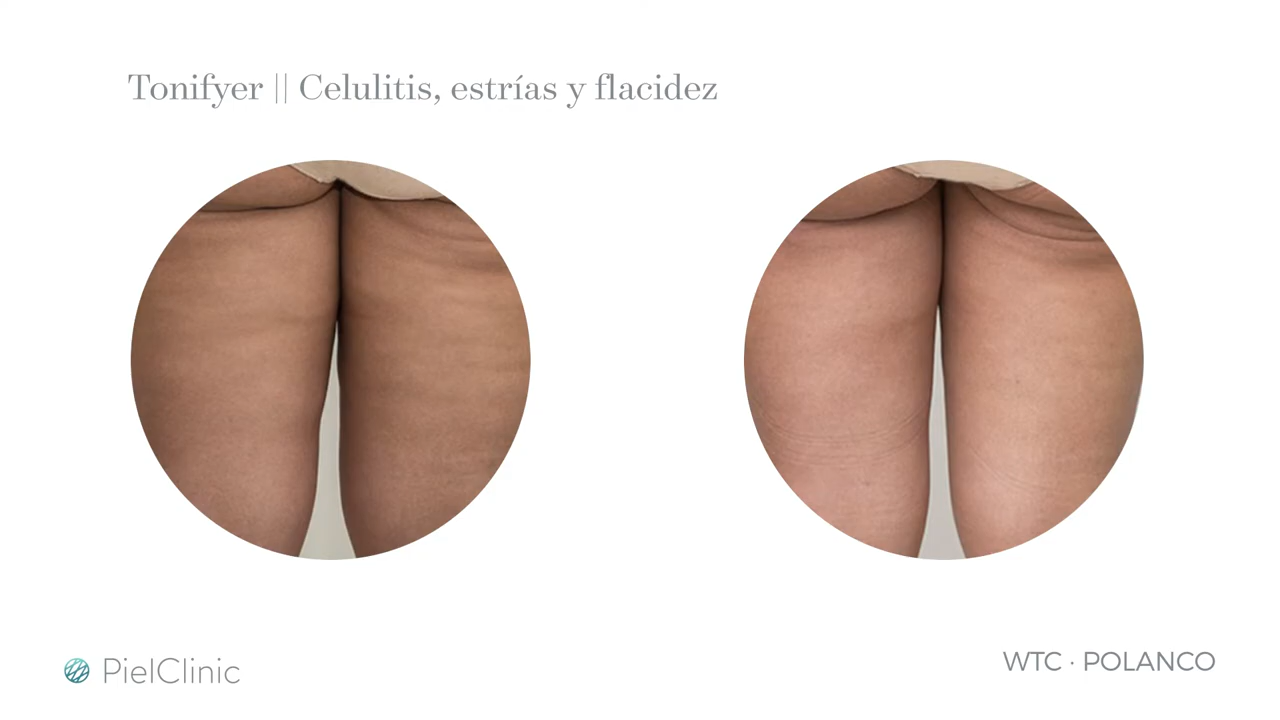 Tonifyer || Celulitis, estrías y flacidez
PielClinic
WTC · POLANCO